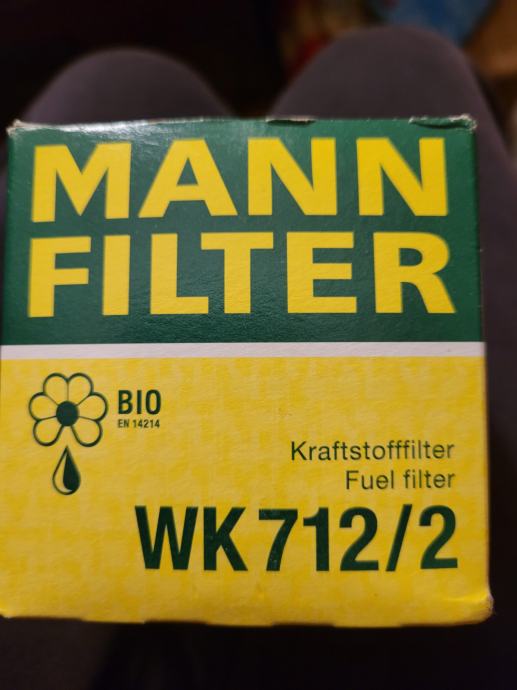 MANN
FILTER
BIO
EN 14214
Kraftstofffilter
Fuel filter
WK 712/2